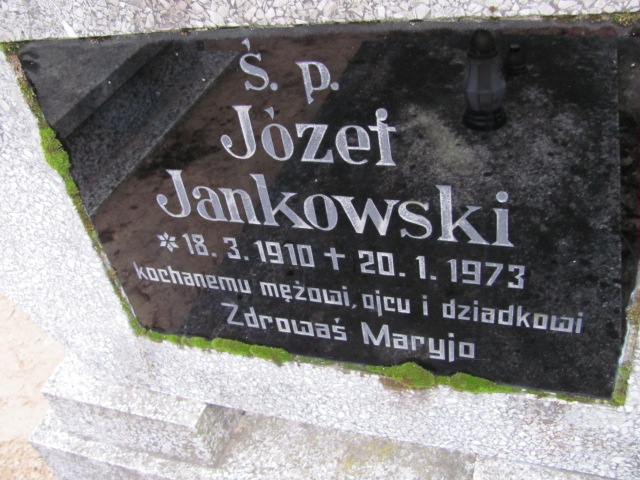 Ś. p.
Józef
Jankowski
* 18. 3. 1910 + 20. 1. 1973
kochanemu mężowi, ojcu i dziadkowi
Zdrowaś Maryjo